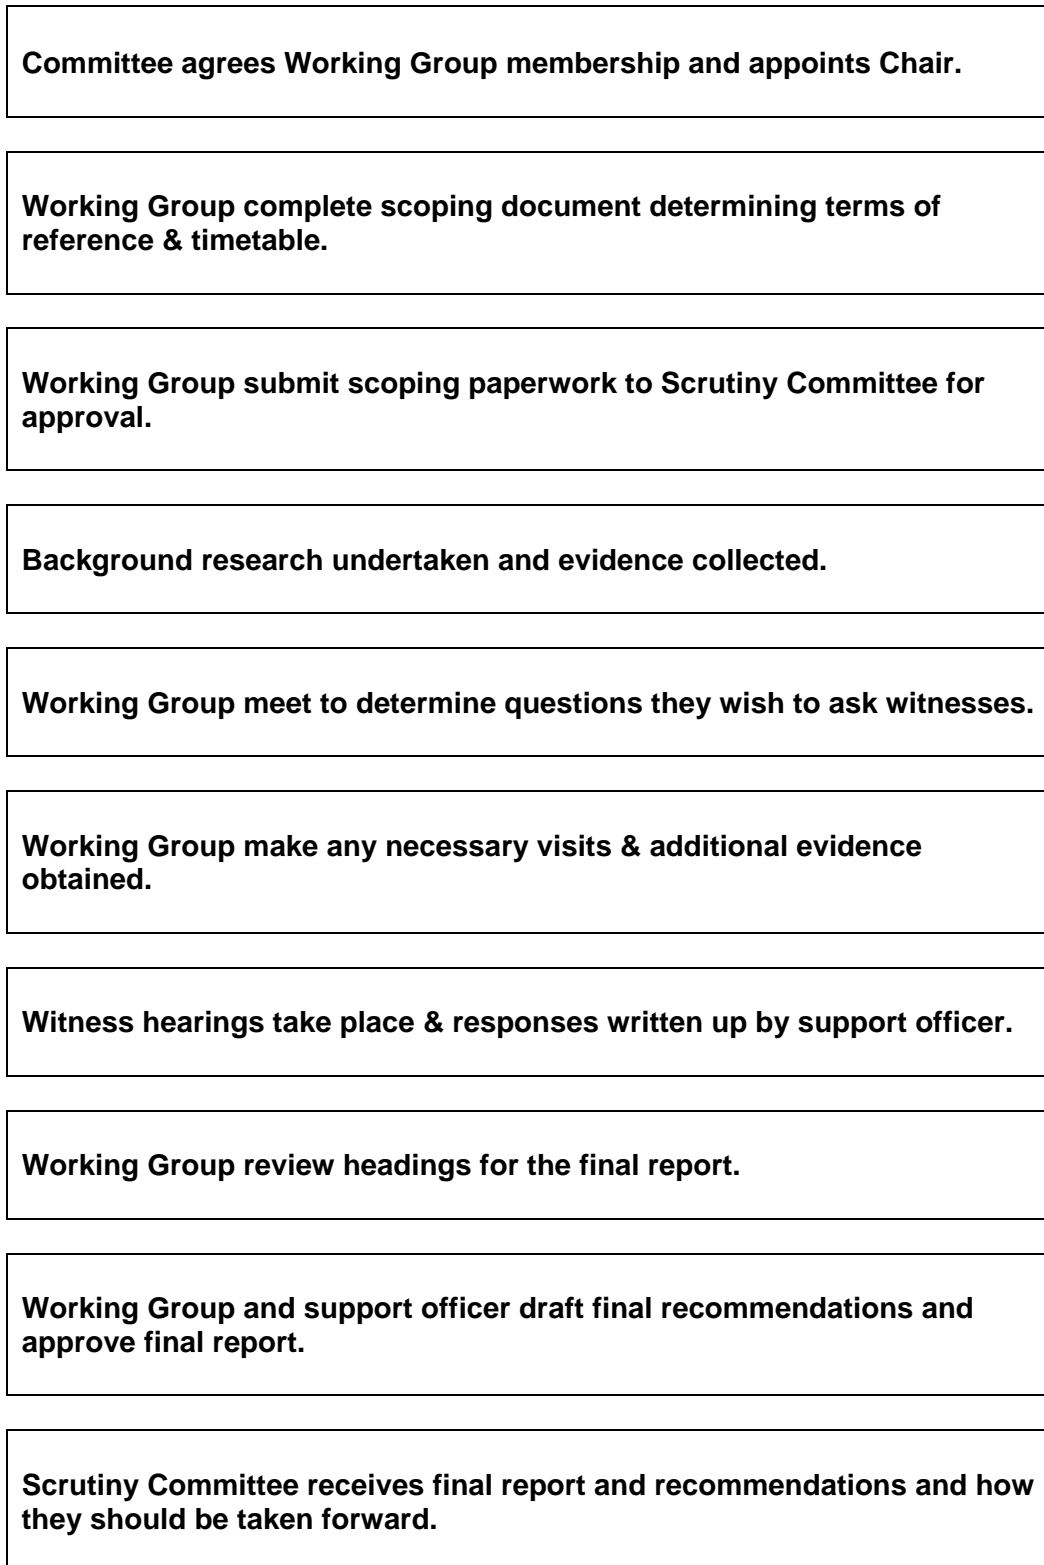 Committee agrees Working Group membership and appoints Chair.
Working Group complete scoping document determining terms of
reference & timetable.
Working Group submit scoping paperwork to Scrutiny Committee for
approval.
Background research undertaken and evidence collected.
Working Group meet to determine questions they wish to ask witnesses.
Working Group make any necessary visits & additional evidence
obtained.
Witness hearings take place & responses written up by support officer.
Working Group review headings for the final report.
Working Group and support officer draft final recommendations and
approve final report.
Scrutiny Committee receives final report and recommendations and how
they should be taken forward.